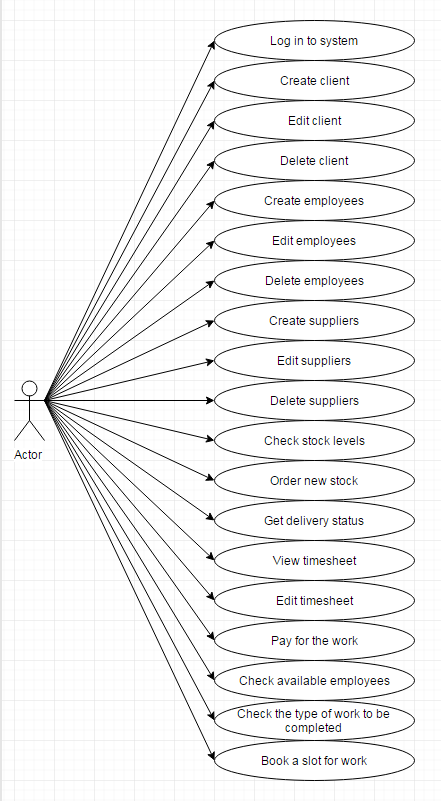 Log in to system
Create client
Edit client
Delete client
Create employees
Edit employees
Delete employees
Create suppliers
Edit suppliers
Delete suppliers
Actor
Check stock levels
Order new stock
Get delivery status
View timesheet
Edit timesheet
Pay for the work
Check available employees
Check the type of work to be
completed
Book a slot for work